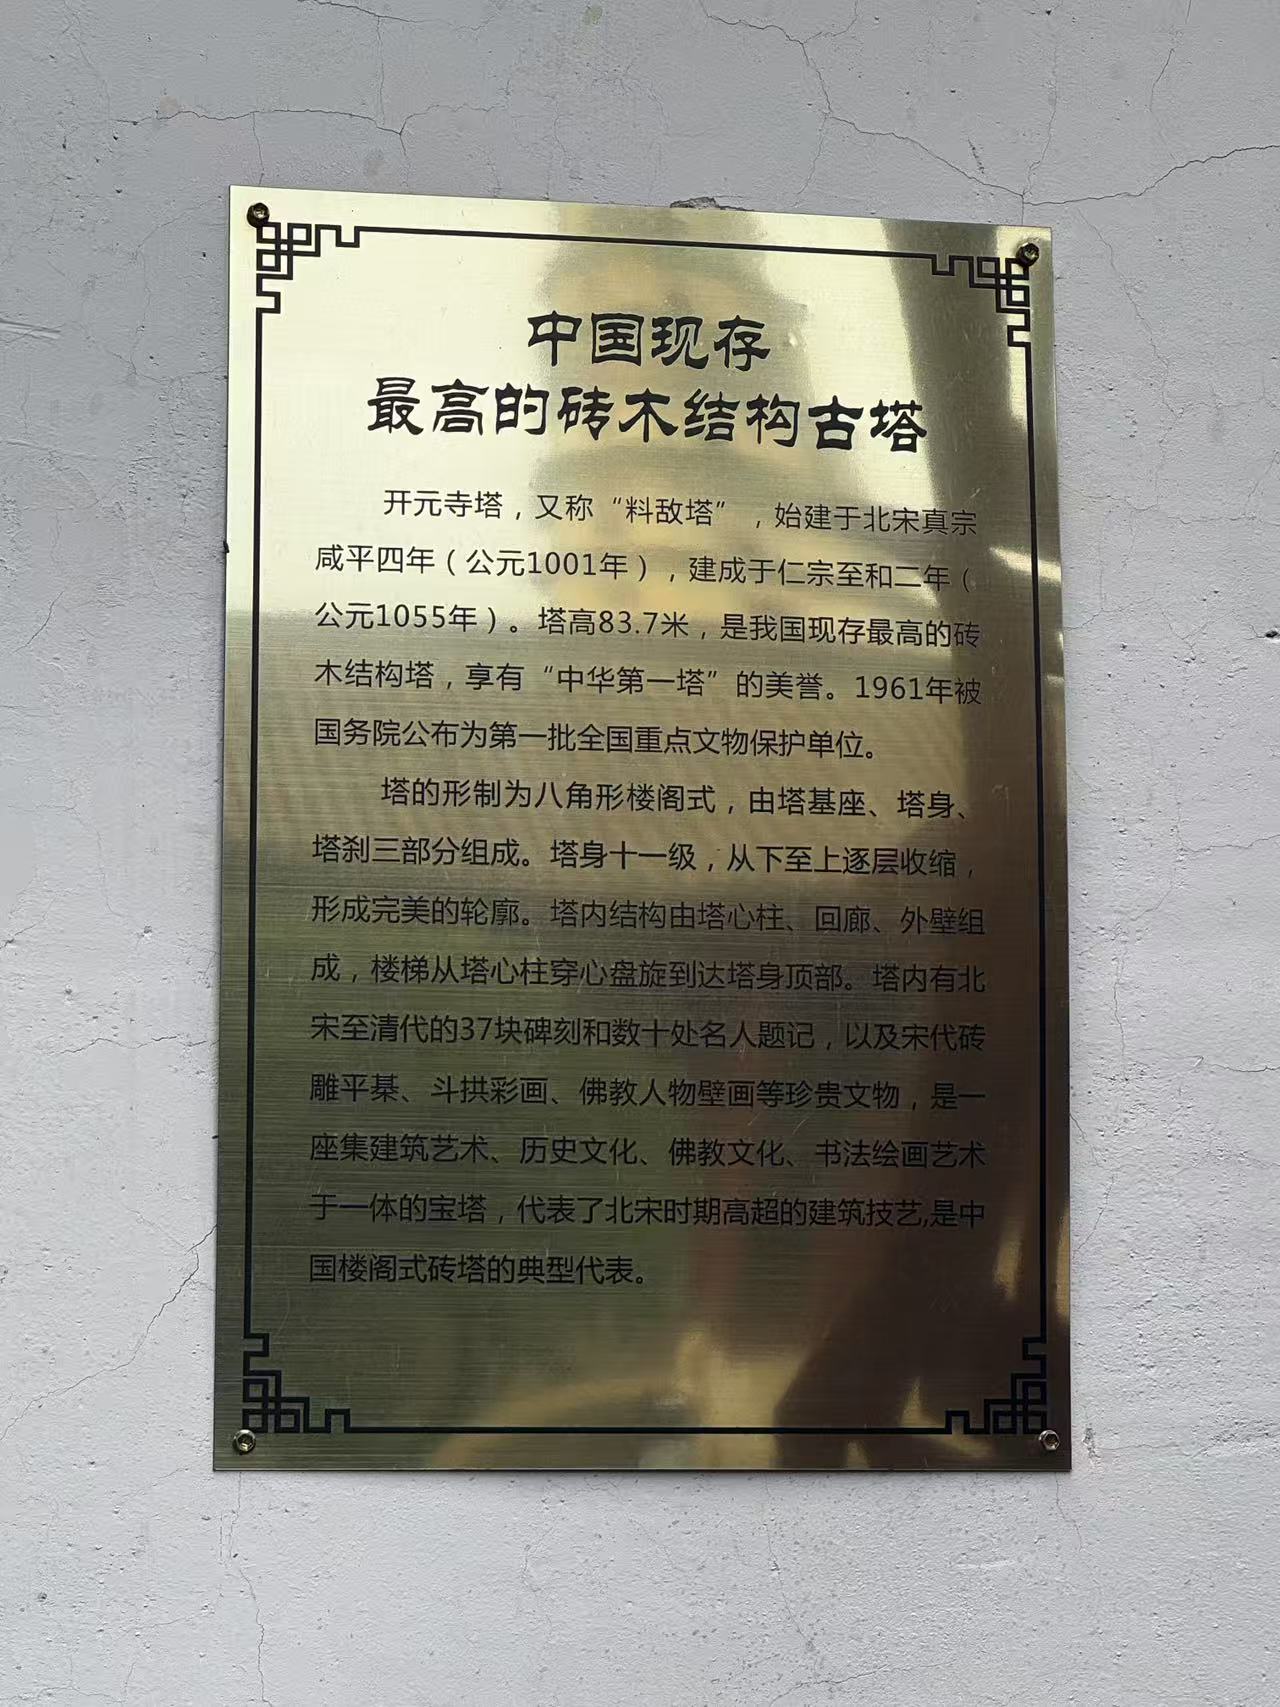 中国现存
最高的砖木结构古塔
开元寺塔，又称“料敌塔”，始建于北宋真宗
咸平四年（公元1001年），建成于仁宗至和二年（
公元1055年）。塔高83.7米，是我国现存最高的砖
木结构塔，享有“中华第一塔”的美誉。1961年被
国务院公布为第一批全国重点文物保护单位。
塔的形制为八角形楼阁式，由塔基座、塔身、
塔刹三部分组成。塔身十一级，从下至上逐层收缩，
形成完美的轮廓。塔内结构由塔心柱、回廊、外壁组
成，楼梯从塔心柱穿心盘旋到达塔身顶部。塔内有北
宋至清代的37块碑刻和数十处名人题记，以及宋代砖
雕平棊、斗拱彩画、佛教人物壁画等珍贵文物，是一
座集建筑艺术、历史文化、佛教文化、书法绘画艺术
于一体的宝塔，代表了北宋时期高超的建筑技艺,是中
国楼阁式砖塔的典型代表。